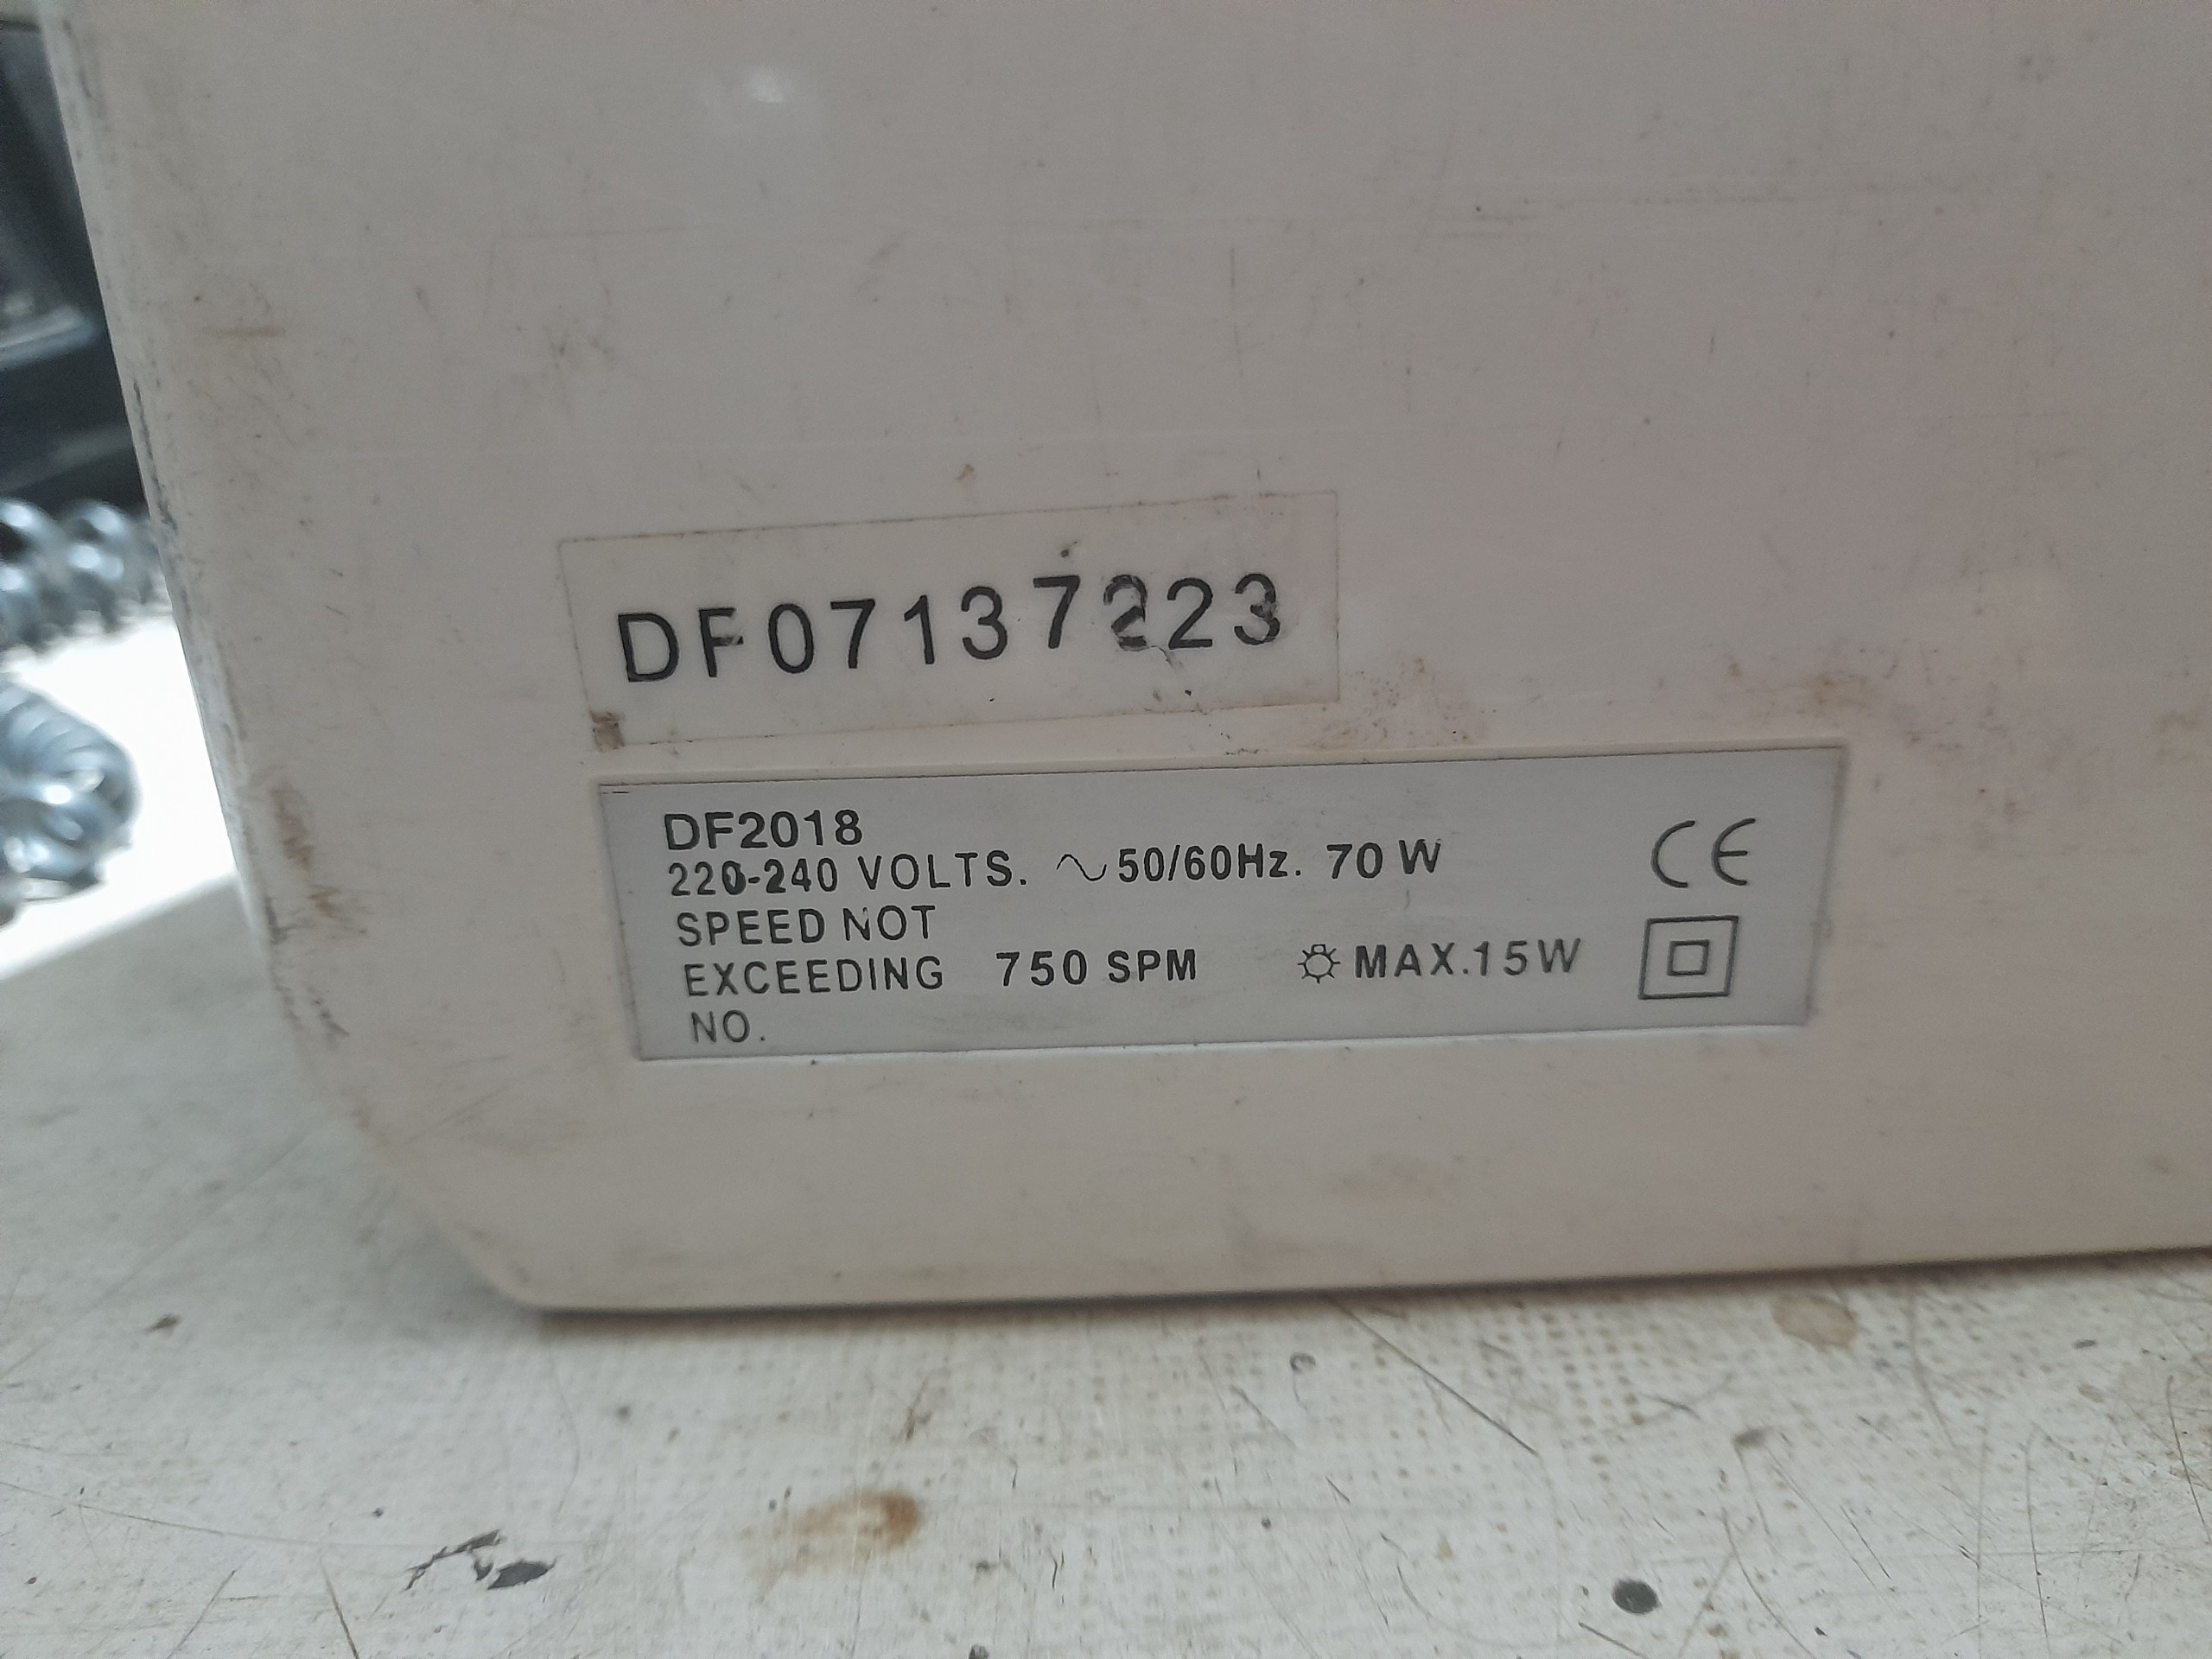 DF07137223
DF2018
220-240 VOLTS. ∿50/60Hz. 70 W
CE
SPEED NOT
EXCEEDING 750 SPM MAX.15W
NO.